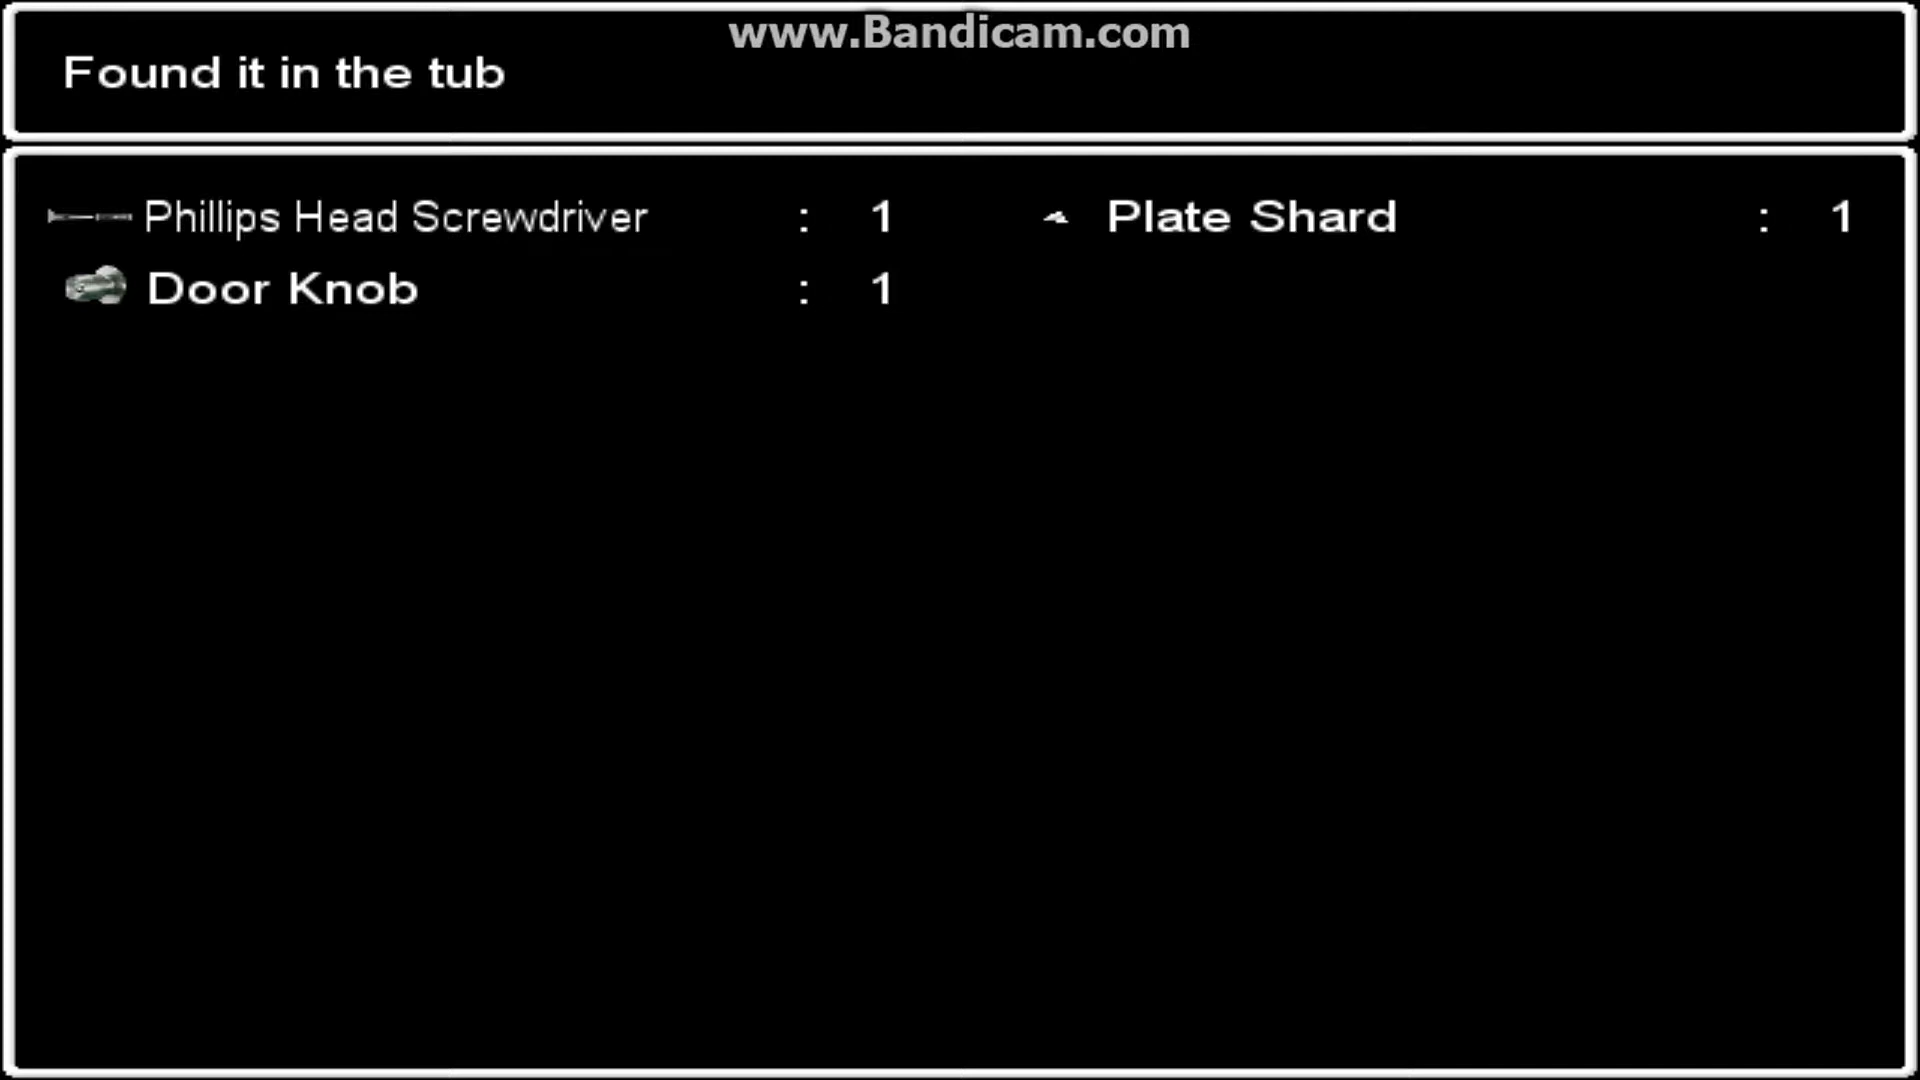 www.Bandicam.com
Found it in the tub
Phillips Head Screwdriver : 1 Plate Shard : 1
Door Knob : 1